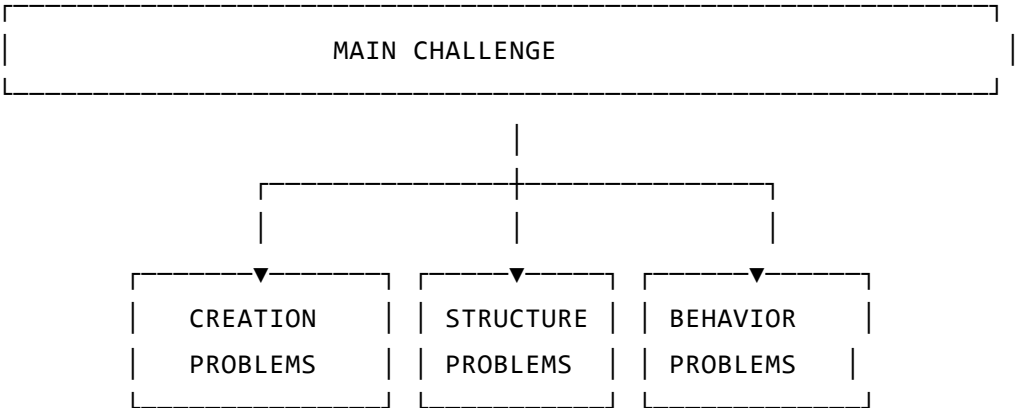 MAIN CHALLENGE
CREATION STRUCTURE BEHAVIOR
PROBLEMS PROBLEMS PROBLEMS